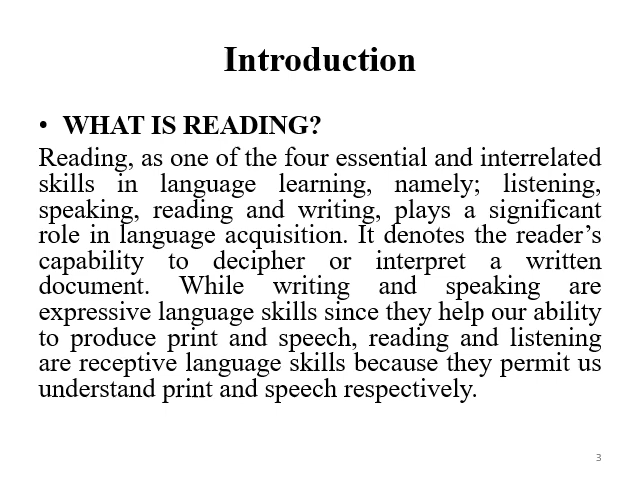 Introduction
• WHAT IS READING?
Reading, as one of the four essential and interrelated
skills in language learning, namely; listening,
speaking, reading and writing, plays a significant
role in language acquisition. It denotes the reader’s
capability to decipher or interpret a written
document. While writing and speaking are
expressive language skills since they help our ability
to produce print and speech, reading and listening
are receptive language skills because they permit us
understand print and speech respectively.
3